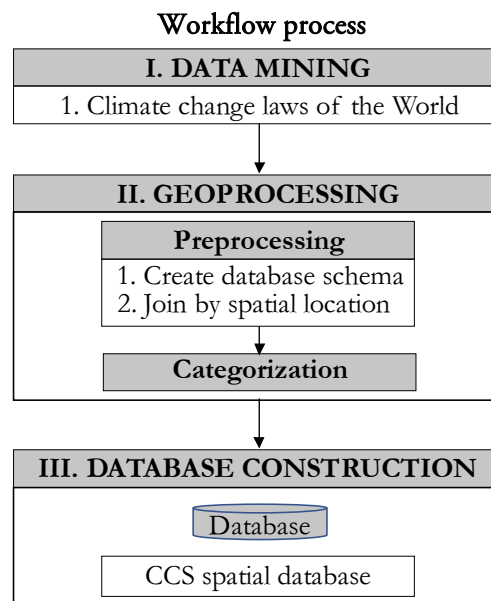 Workflow process
I. DATA MINING
1. Climate change laws of the World
II. GEOPROCESSING
Preprocessing
1. Create database schema
2. Join by spatial location
Categorization
III. DATABASE CONSTRUCTION
Database
CCS spatial database